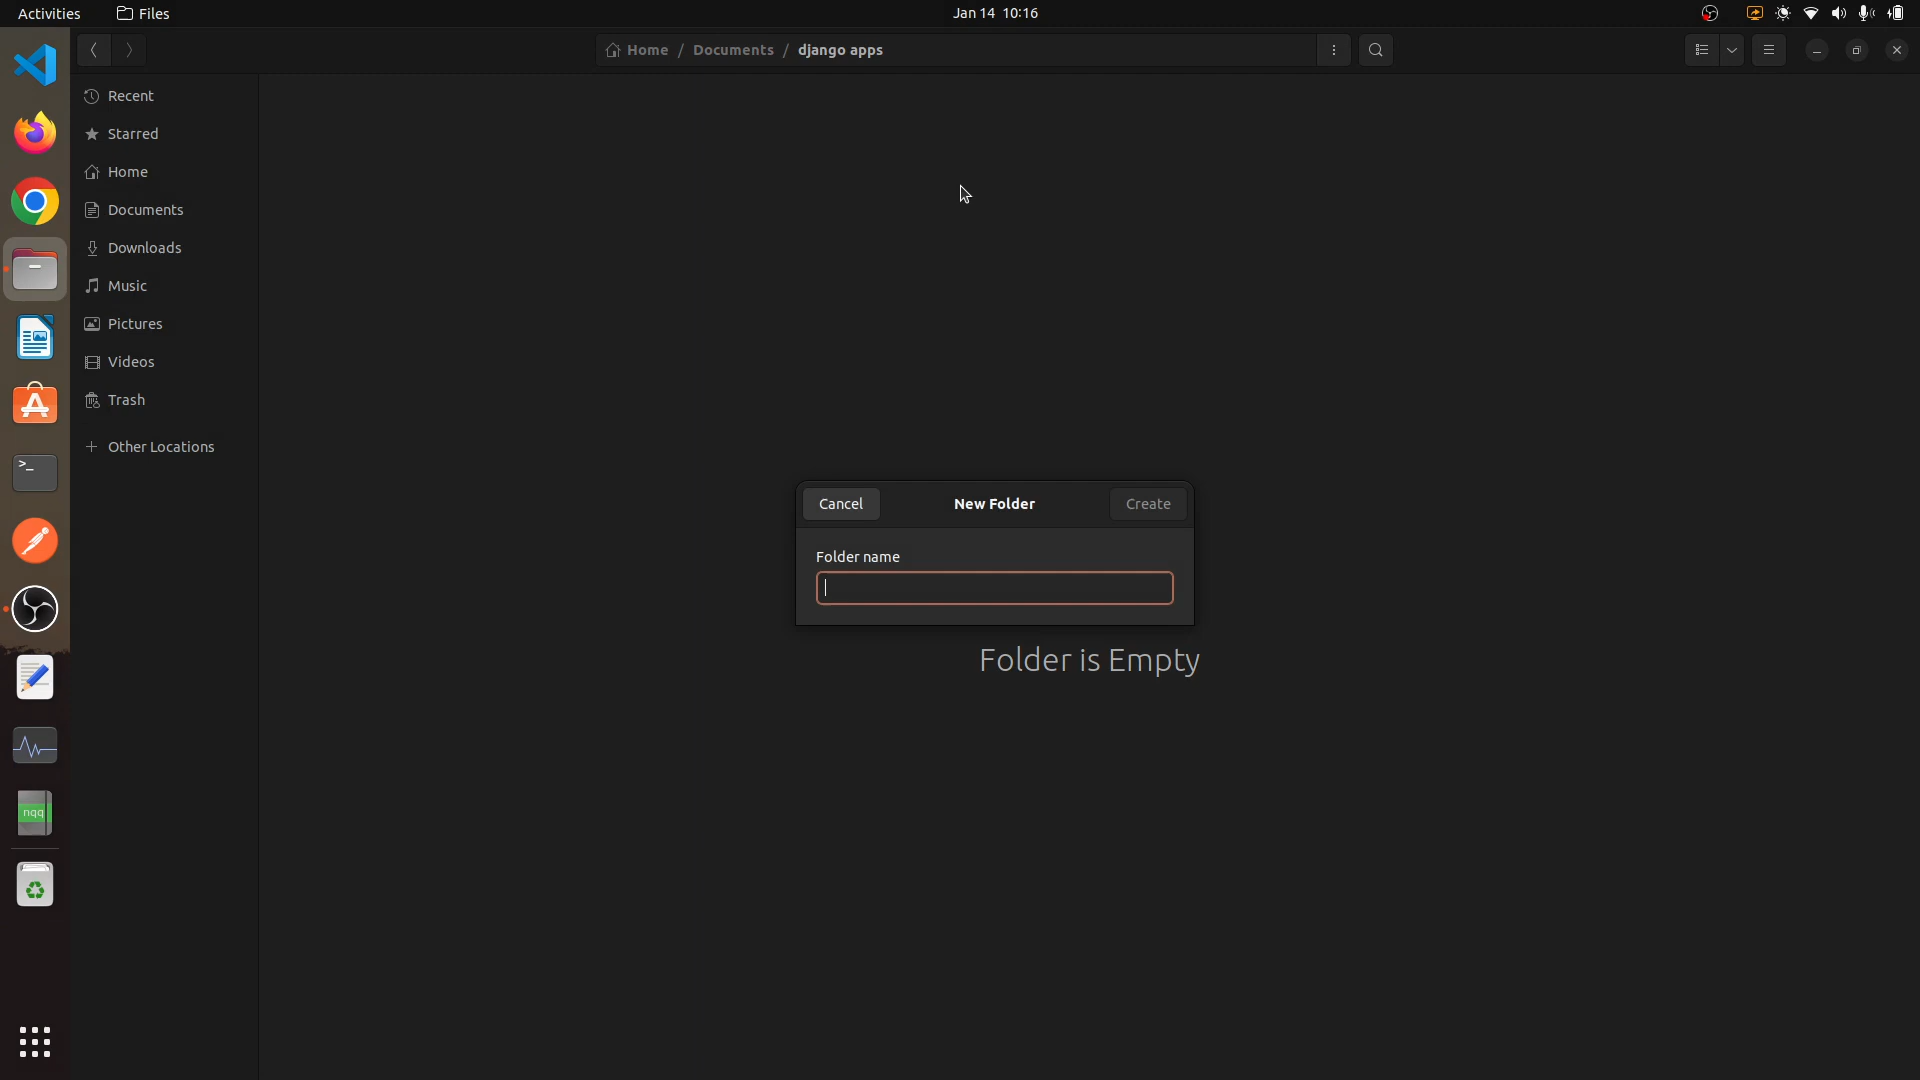 Activities
Files
Jan 14 10:16
Home / Documents / django apps
Recent
Starred
Home
Documents
Downloads
Music
Pictures
Videos
Trash
Other Locations
Cancel
New Folder
Create
Folder name
Folder is Empty
>_
nqq